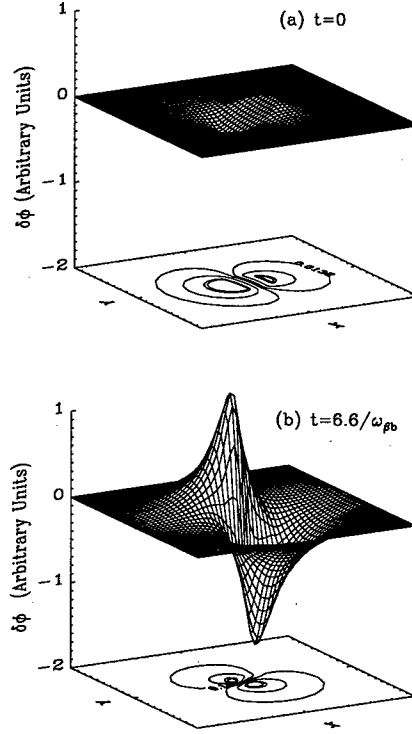 (a) t=0
1
0
−1
−2
δϕ (Arbitrary Units)
y
x
(b) t=6.6/ω_βb
1
0
−1
−2
δϕ (Arbitrary Units)
y
x